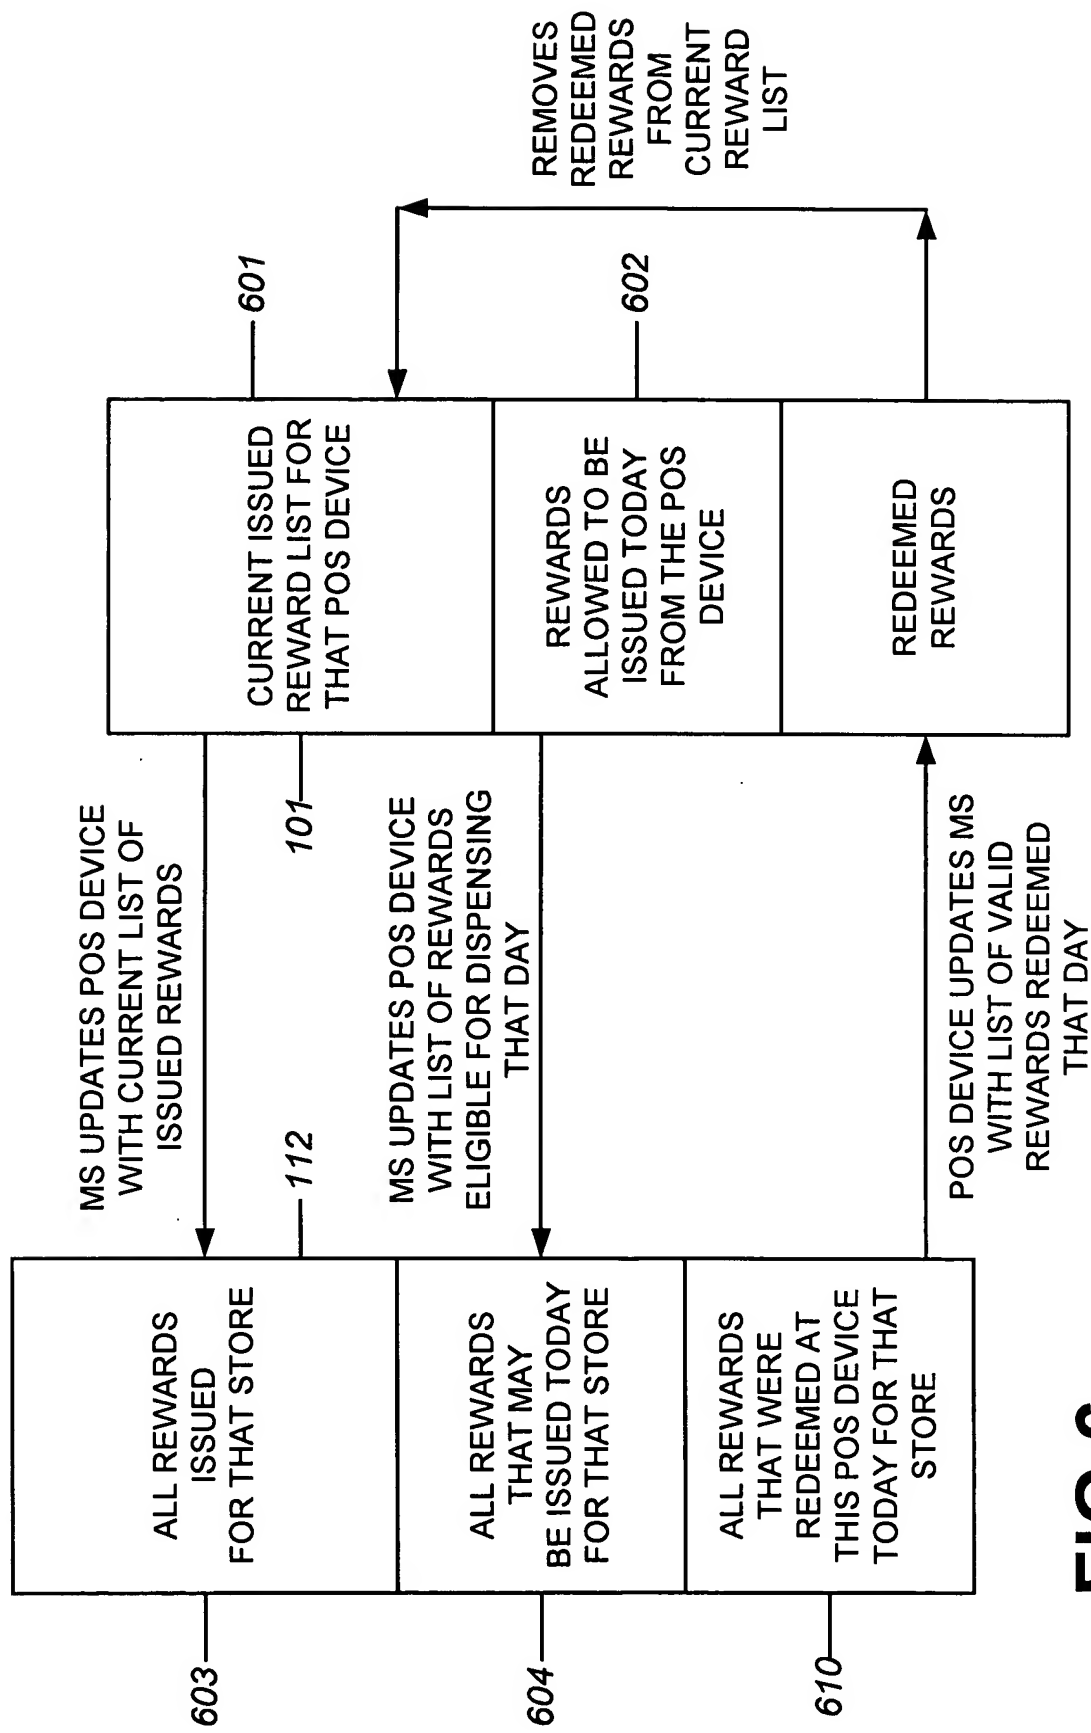 603
ALL REWARDS
ISSUED
FOR THAT STORE
112
MS UPDATES POS DEVICE
WITH CURRENT LIST OF
ISSUED REWARDS
101
CURRENT ISSUED
REWARD LIST FOR
THAT POS DEVICE
601
604
ALL REWARDS
THAT MAY
BE ISSUED TODAY
FOR THAT STORE
MS UPDATES POS DEVICE
WITH LIST OF REWARDS
ELIGIBLE FOR DISPENSING
THAT DAY
REWARDS
ALLOWED TO BE
ISSUED TODAY
FROM THE POS
DEVICE
602
REMOVES
REDEEMED
REWARDS
FROM
CURRENT
REWARD
LIST
610
ALL REWARDS
THAT WERE
REDEEMED AT
THIS POS DEVICE
TODAY FOR THAT
STORE
POS DEVICE UPDATES MS
WITH LIST OF VALID
REWARDS REDEEMED
THAT DAY
REDEEMED
REWARDS
FIG